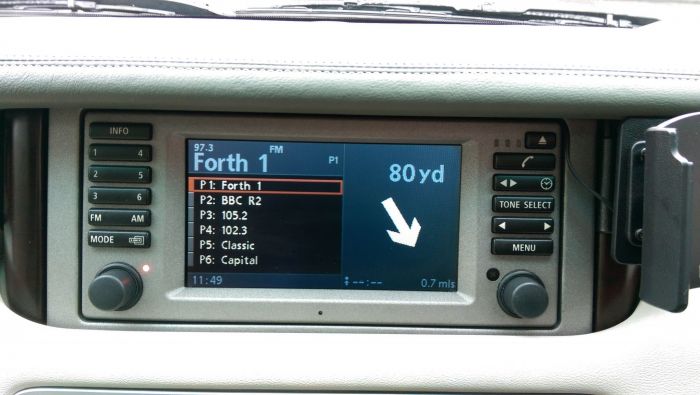 INFO
1 4
2 5
3 6
FM AM
MODE
97.3 FM
Forth 1 P1
P1: Forth 1
P2: BBC R2
P3: 105.2
P4: 102.3
P5: Classic
P6: Capital
11:49
80yd
--:-- 0.7 mls
TONE SELECT
MENU